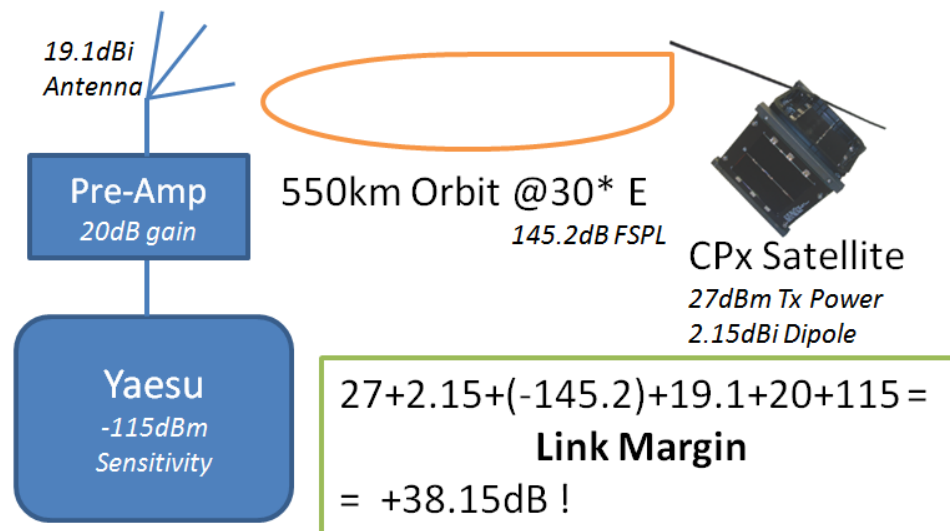 19.1dBi
Antenna
Pre-Amp
20dB gain
550km Orbit @30* E
145.2dB FSPL
CPx Satellite
27dBm Tx Power
2.15dBi Dipole
Yaesu
-115dBm
Sensitivity
27+2.15+(-145.2)+19.1+20+115 =
Link Margin
= +38.15dB !